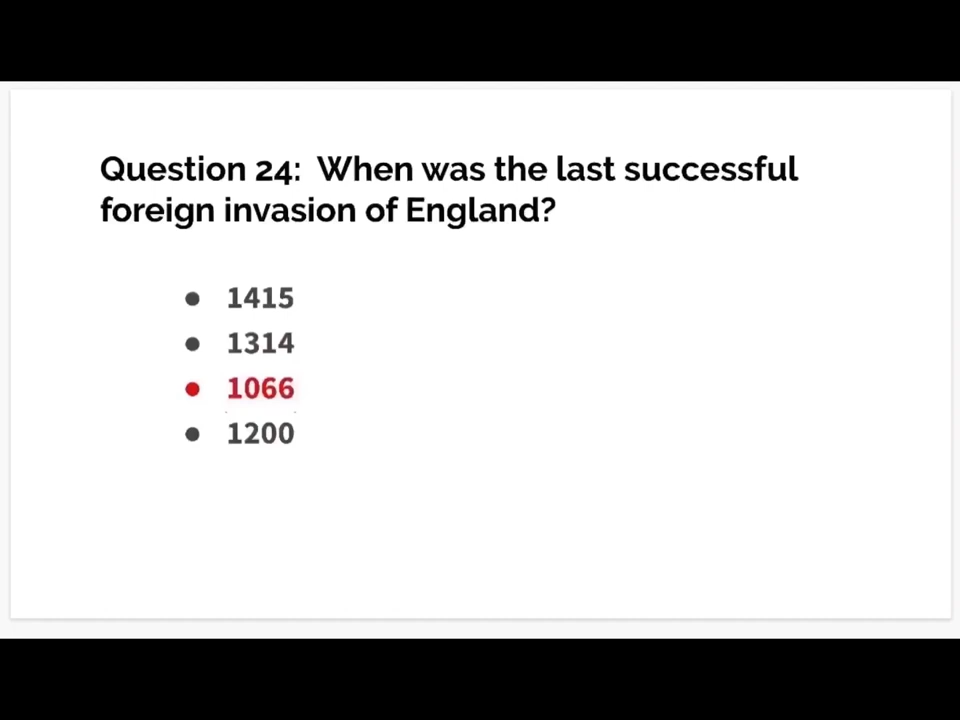 Question 24: When was the last successful
foreign invasion of England?
● 1415
● 1314
● 1066
● 1200